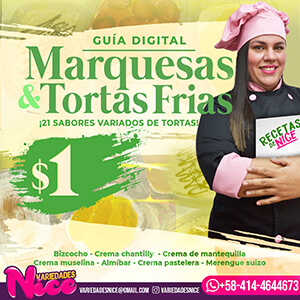 GUÍA DIGITAL
Marquesas
& Tortas Frias
¡21 SABORES VARIADOS DE TORTAS!
$1
RECETAS
DE NICE
Bizcocho - Crema chantilly - Crema de mantequilla
Crema muselina - Almíbar - Crema pastelera - Merengue suizo
VARIEDADES
Nice
VARIEDADESNICE@GMAIL.COM
VARIEDADESNICE
+58-414-4644673